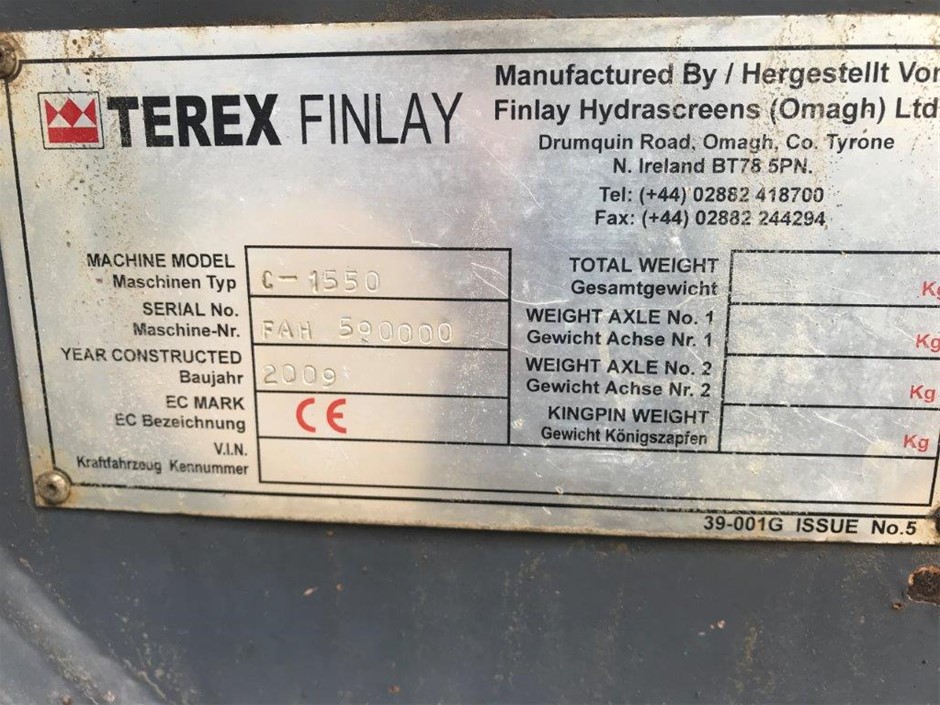 TEREX FINLAY
Manufactured By / Hergestellt Von
Finlay Hydrascreens (Omagh) Ltd
Drumquin Road, Omagh, Co. Tyrone
N. Ireland BT78 5PN.
Tel: (+44) 02882 418700
Fax: (+44) 02882 244294
MACHINE MODEL
Maschinen Typ
C-1550
SERIAL No.
Maschine-Nr.
FAH 590000
YEAR CONSTRUCTED
Baujahr
2009
EC MARK
EC Bezeichnung
CE
V.I.N.
Kraftfahrzoug Kennummer
TOTAL WEIGHT
Gesamtgewicht
Kg
WEIGHT AXLE No. 1
Gewicht Achse Nr. 1
Kg
WEIGHT AXLE No. 2
Gewicht Achse Nr. 2
Kg
KINGPIN WEIGHT
Gewicht Königszapfen
Kg
39-001G ISSUE No.5